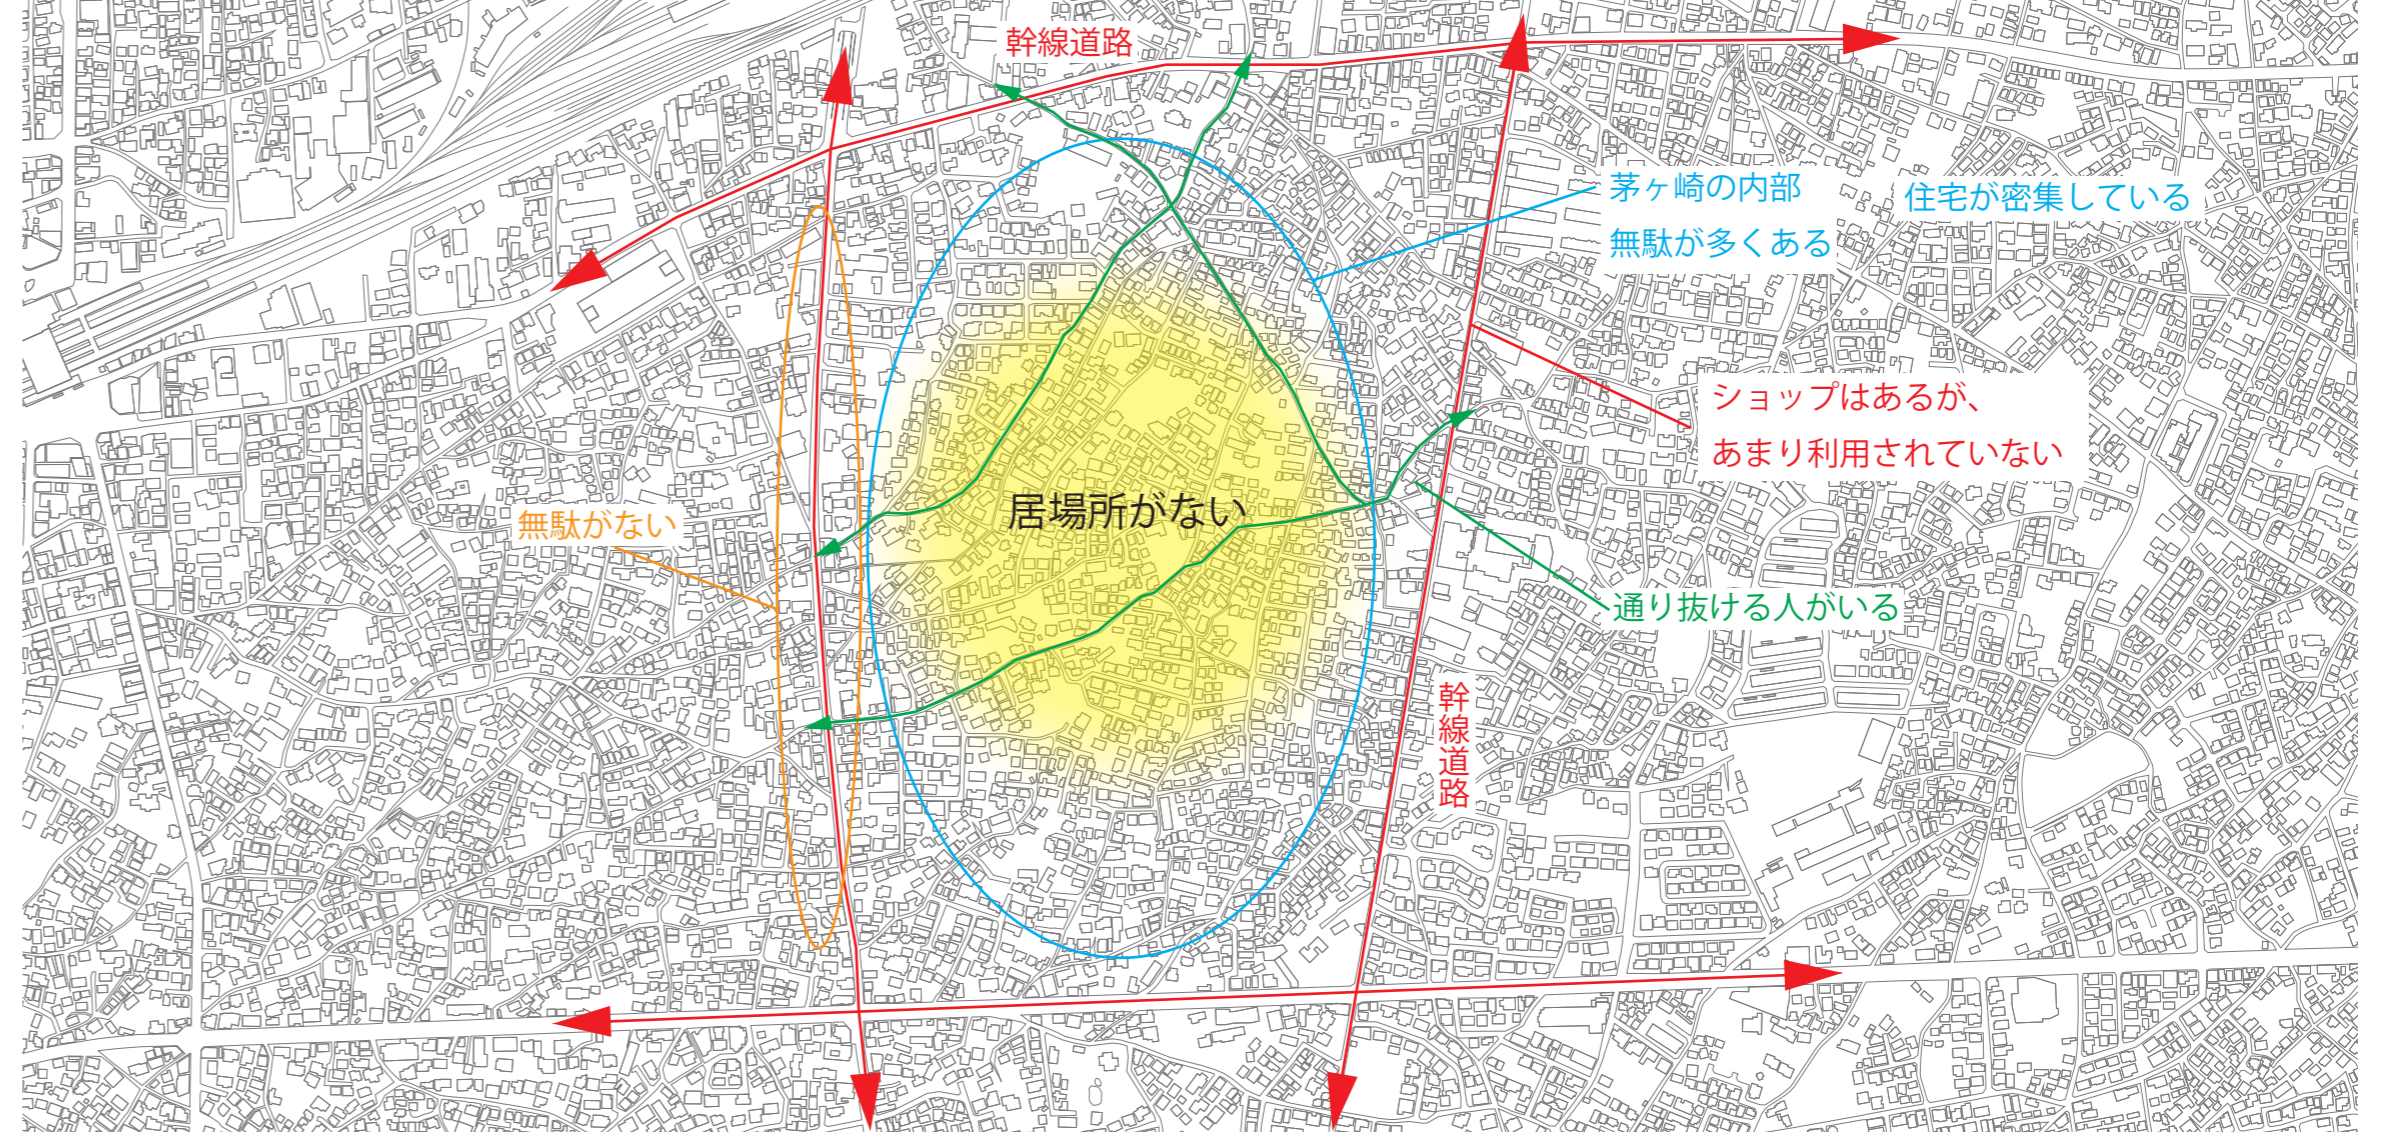 幹線道路
茅ヶ崎の内部
無駄が多くある
住宅が密集している
ショップはあるが、
あまり利用されていない
居場所がない
無駄がない
通り抜ける人がいる
幹線道路